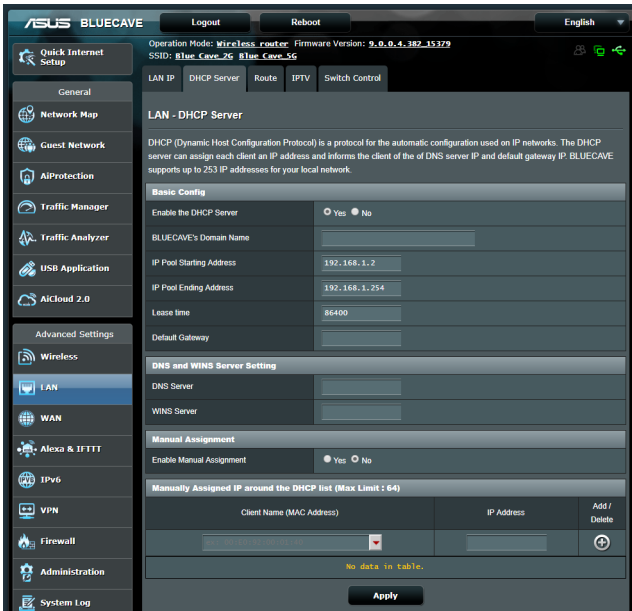 ASUS BLUECAVE
Logout
Reboot
English
Quick Internet
Setup
General
Network Map
Guest Network
AiProtection
Traffic Manager
Traffic Analyzer
USB Application
AiCloud 2.0
Advanced Settings
Wireless
LAN
WAN
Alexa & IFTTT
IPv6
VPN
Firewall
Administration
System Log
Operation Mode: Wireless router Firmware Version: 9.0.0.4.382_15379
SSID: Blue Cave_2G Blue Cave_5G
LAN IP
DHCP Server
Route
IPTV
Switch Control
LAN - DHCP Server
DHCP (Dynamic Host Configuration Protocol) is a protocol for the automatic configuration used on IP networks. The DHCP
server can assign each client an IP address and informs the client of the of DNS server IP and default gateway IP. BLUECAVE
supports up to 253 IP addresses for your local network.
Basic Config
Enable the DHCP Server Yes No
BLUECAVE's Domain Name
IP Pool Starting Address 192.168.1.2
IP Pool Ending Address 192.168.1.254
Lease time 86400
Default Gateway
DNS and WINS Server Setting
DNS Server
WINS Server
Manual Assignment
Enable Manual Assignment Yes No
Manually Assigned IP around the DHCP list (Max Limit : 64)
Client Name (MAC Address)
IP Address
Add /
Delete
No data in table.
Apply